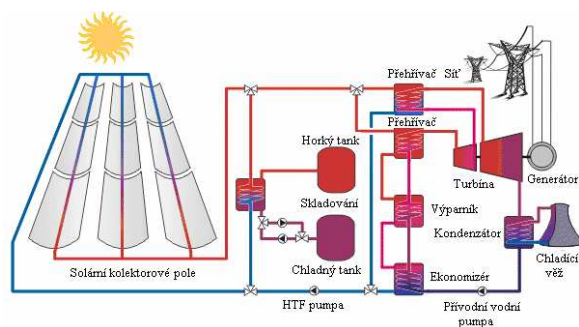 Přehřívač
Síť
Přehřívač
Horký tank
Skladování
Turbína
Generátor
Výparník
Kondenzátor
Chladný tank
Chladící
věž
Solární kolektorové pole
Ekonomizér
HTF pumpa
Přívodní vodní
pumpa